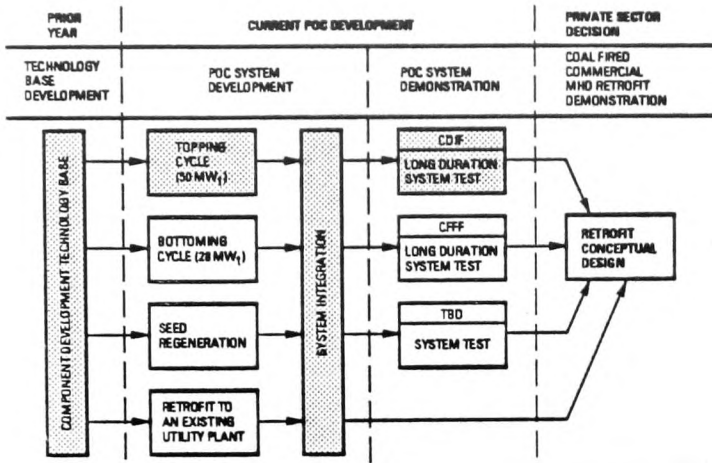 PRIOR
YEAR
CURRENT POC DEVELOPMENT
PRIVATE SECTOR
DECISION
TECHNOLOGY
BASE
DEVELOPMENT
POC SYSTEM
DEVELOPMENT
POC SYSTEM
DEMONSTRATION
COAL FIRED
COMMERCIAL
MHD RETROFIT
DEMONSTRATION
COMPONENT DEVELOPMENT TECHNOLOGY BASE
TOPPING
CYCLE
(50 MWt)
BOTTOMING
CYCLE (28 MWt)
SEED
REGENERATION
RETROFIT TO
AN EXISTING
UTILITY PLANT
SYSTEM INTEGRATION
CDIF
LONG DURATION
SYSTEM TEST
CFFF
LONG DURATION
SYSTEM TEST
TBD
SYSTEM TEST
RETROFIT
CONCEPTUAL
DESIGN